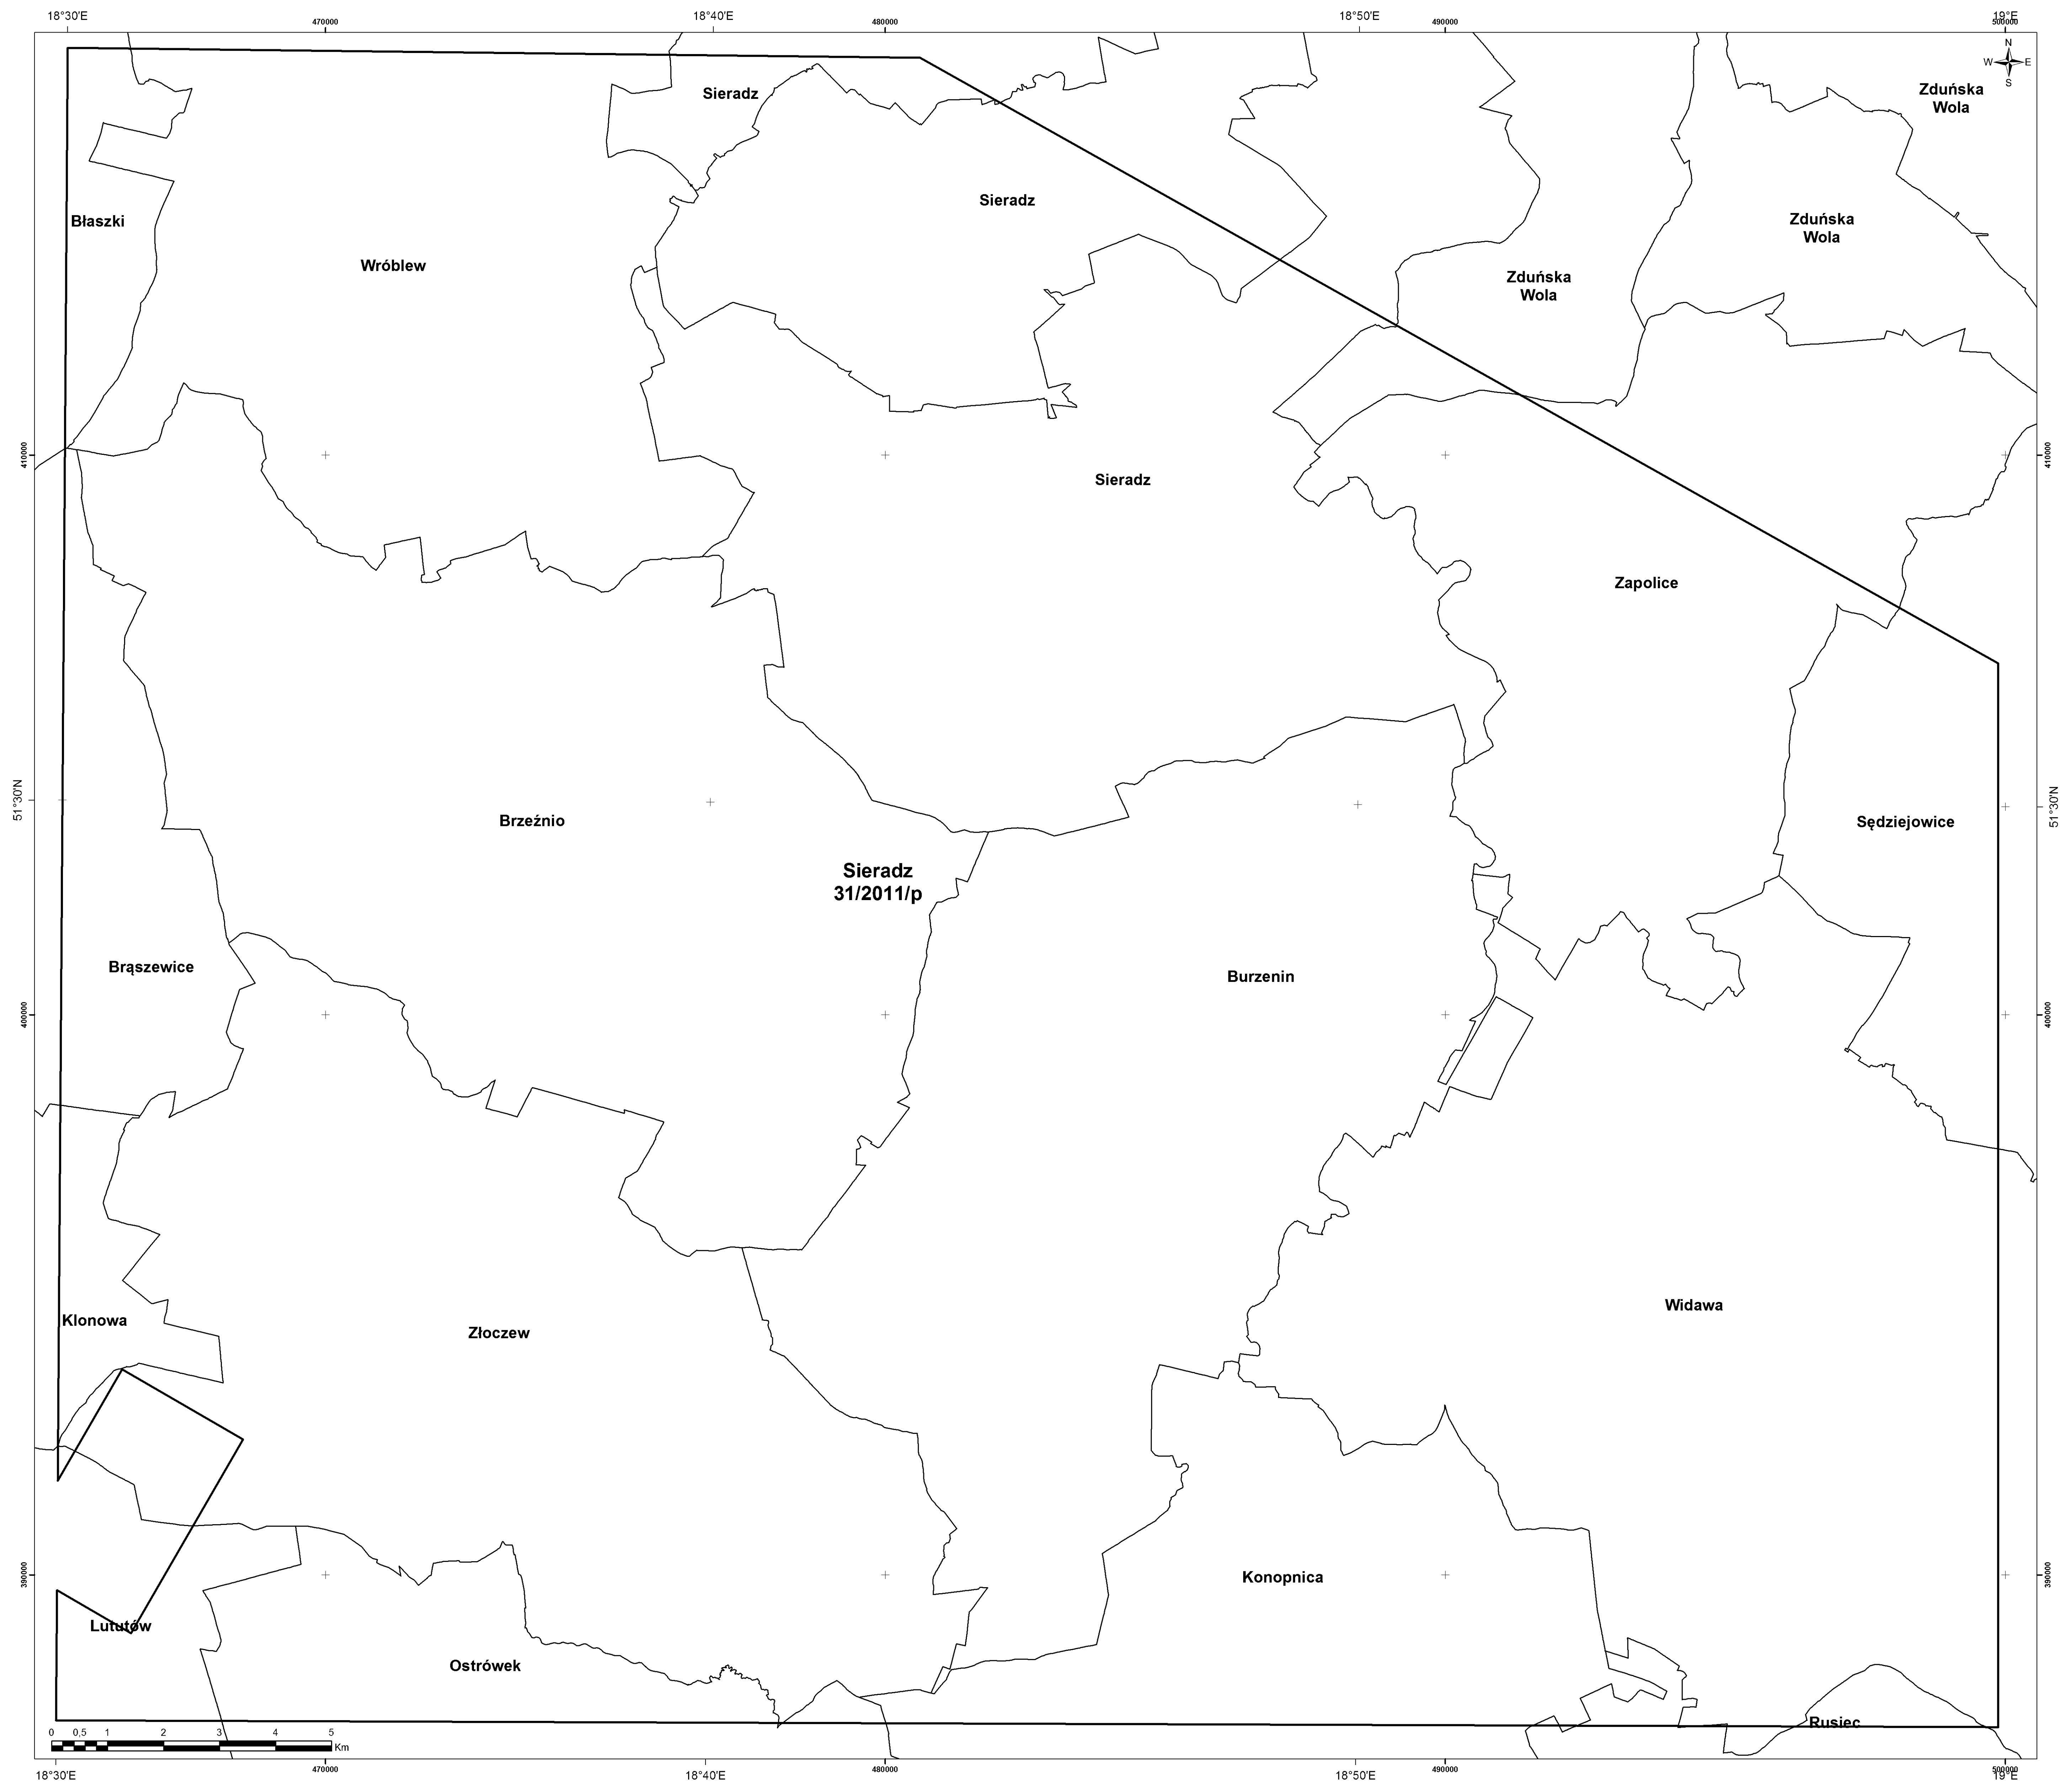 18°30'E
18°40'E
18°50'E
19°E
470000
480000
490000
500000
N
W E
S
Sieradz
Zduńska
Wola
Błaszki
Sieradz
Zduńska
Wola
Wróblew
Zduńska
Wola
410000
410000
Sieradz
Zapolice
51°30'N
51°30'N
Brzeźnio
Sędziejowice
Sieradz
31/2011/p
Brąszewice
Burzenin
400000
400000
Widawa
Klonowa
Złoczew
390000
390000
Konopnica
Lututów
Ostrówek
Rusiec
0 0,5 1 2 3 4 5
Km
18°30'E
470000
18°40'E
480000
18°50'E
490000
500000
19°E